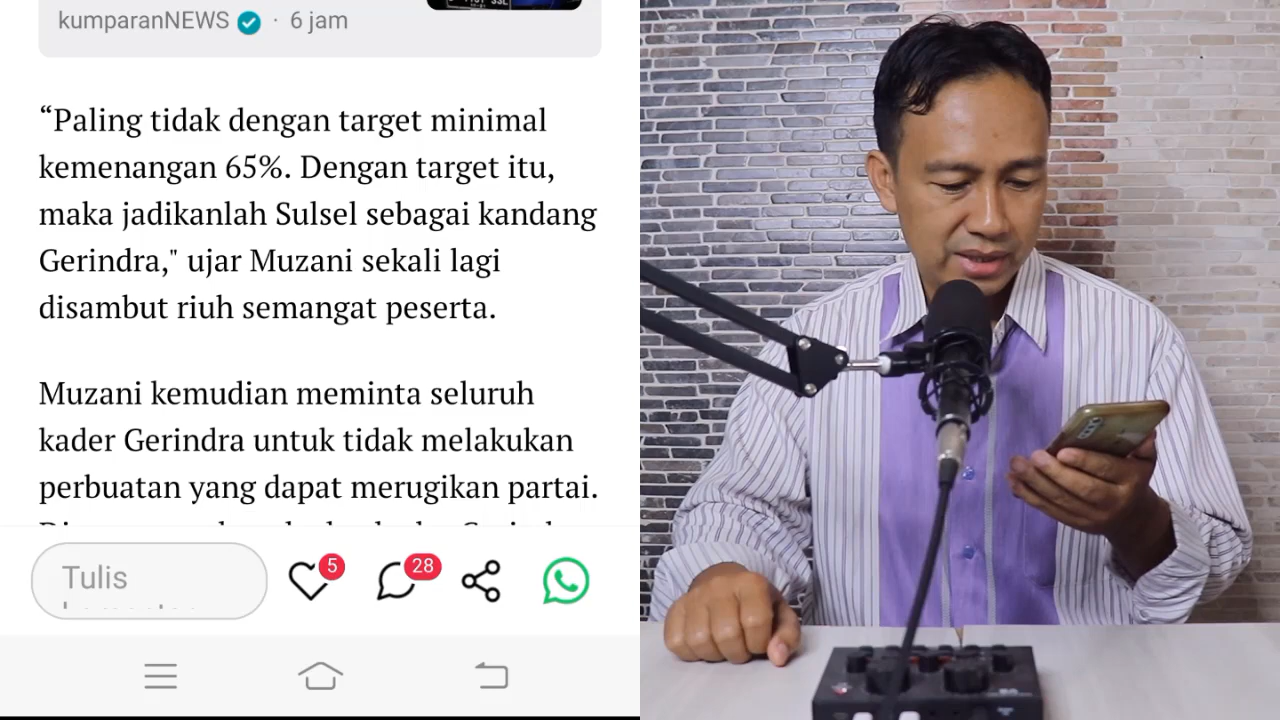 kumparanNEWS · 6 jam
“Paling tidak dengan target minimal
kemenangan 65%. Dengan target itu,
maka jadikanlah Sulsel sebagai kandang
Gerindra," ujar Muzani sekali lagi
disambut riuh semangat peserta.
Muzani kemudian meminta seluruh
kader Gerindra untuk tidak melakukan
perbuatan yang dapat merugikan partai.
Tulis
5
28